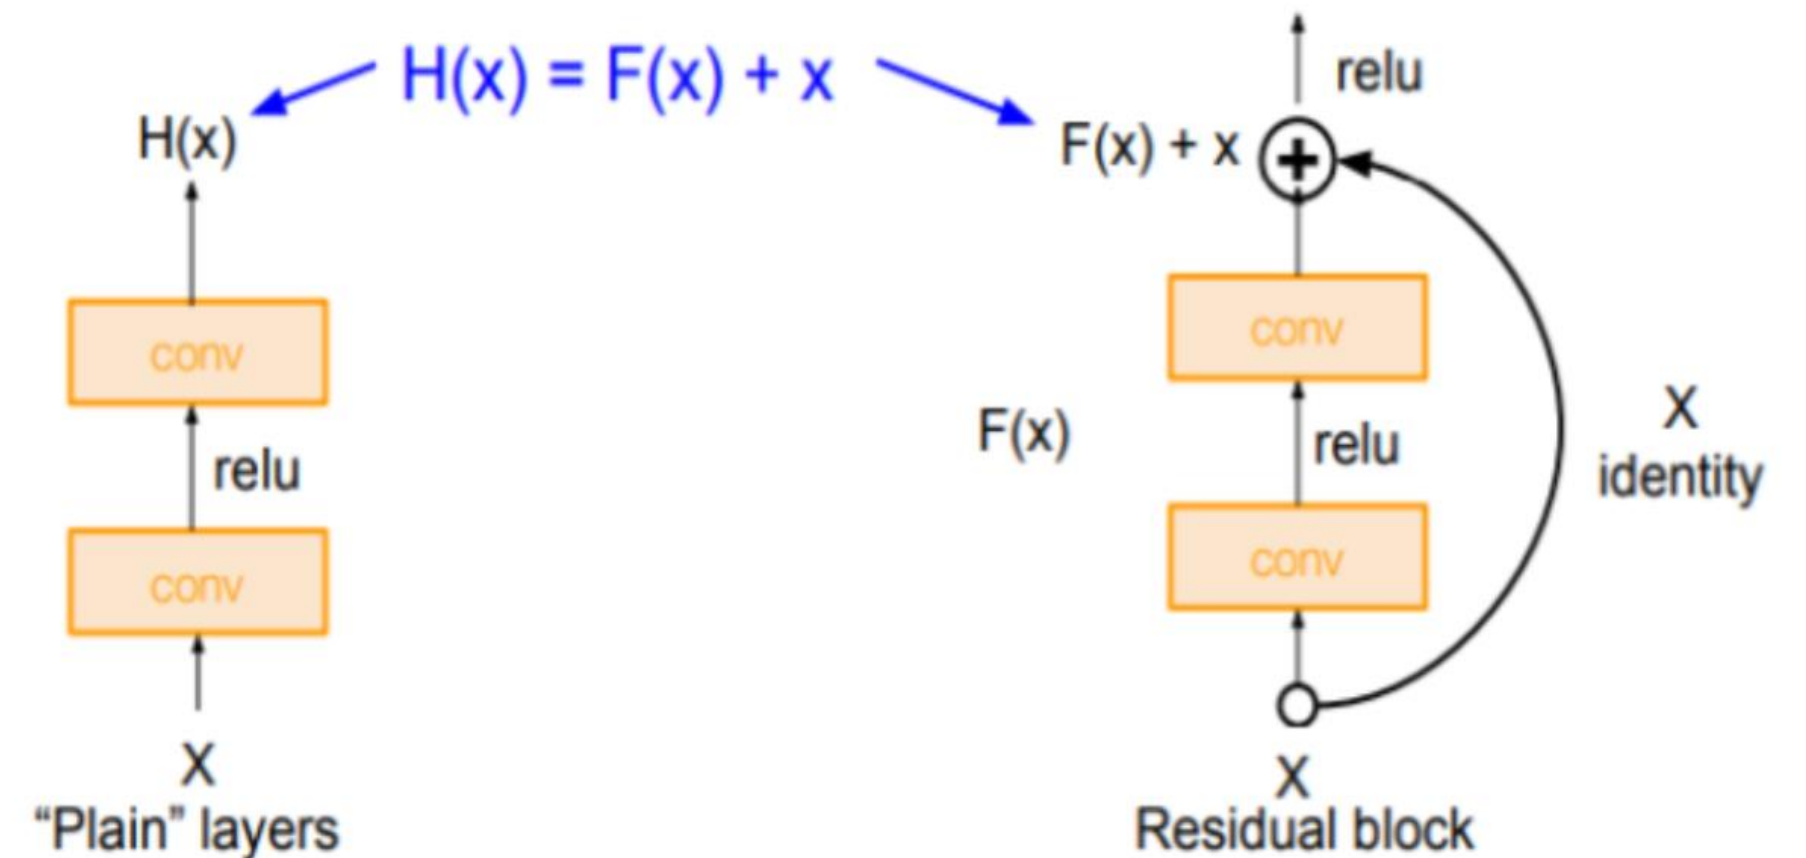 H(x) = F(x) + x
H(x)
conv
relu
conv
X
“Plain” layers
relu
F(x) + x
+
conv
F(x)
relu
conv
X
identity
X
Residual block